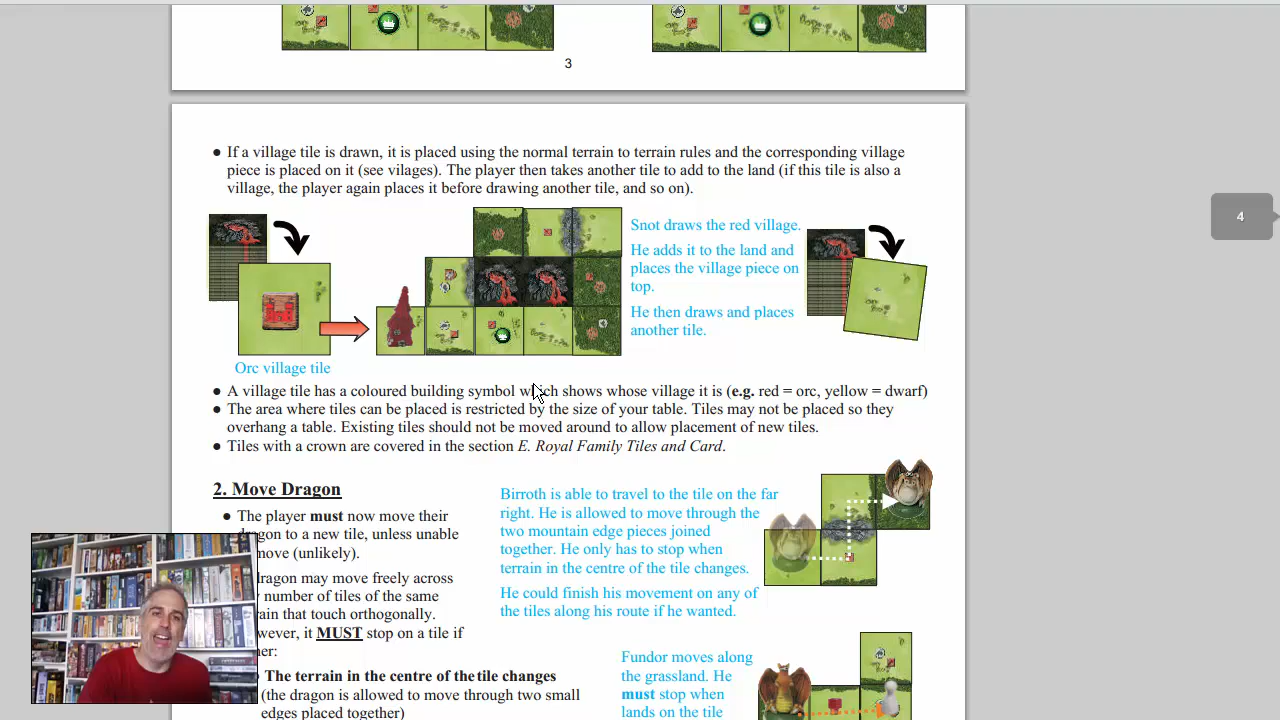 3
4
● If a village tile is drawn, it is placed using the normal terrain to terrain rules and the corresponding village
piece is placed on it (see vilages). The player then takes another tile to add to the land (if this tile is also a
village, the player again places it before drawing another tile, and so on).
Snot draws the red village.
He adds it to the land and
places the village piece on
top.
He then draws and places
another tile.
Orc village tile
● A village tile has a coloured building symbol which shows whose village it is (e.g. red = orc, yellow = dwarf)
● The area where tiles can be placed is restricted by the size of your table. Tiles may not be placed so they
overhang a table. Existing tiles should not be moved around to allow placement of new tiles.
● Tiles with a crown are covered in the section E. Royal Family Tiles and Card.
2. Move Dragon
● The player must now move their
dragon to a new tile, unless unable
move (unlikely).
dragon may move freely across
number of tiles of the same
that touch orthogonally.
it MUST stop on a tile if
The terrain in the centre of the tile changes
(the dragon is allowed to move through two small
edges placed together)
Birroth is able to travel to the tile on the far
right. He is allowed to move through the
two mountain edge pieces joined
together. He only has to stop when
terrain in the centre of the tile changes.
He could finish his movement on any of
the tiles along his route if he wanted.
Fundor moves along
the grassland. He
must stop when
lands on the tile